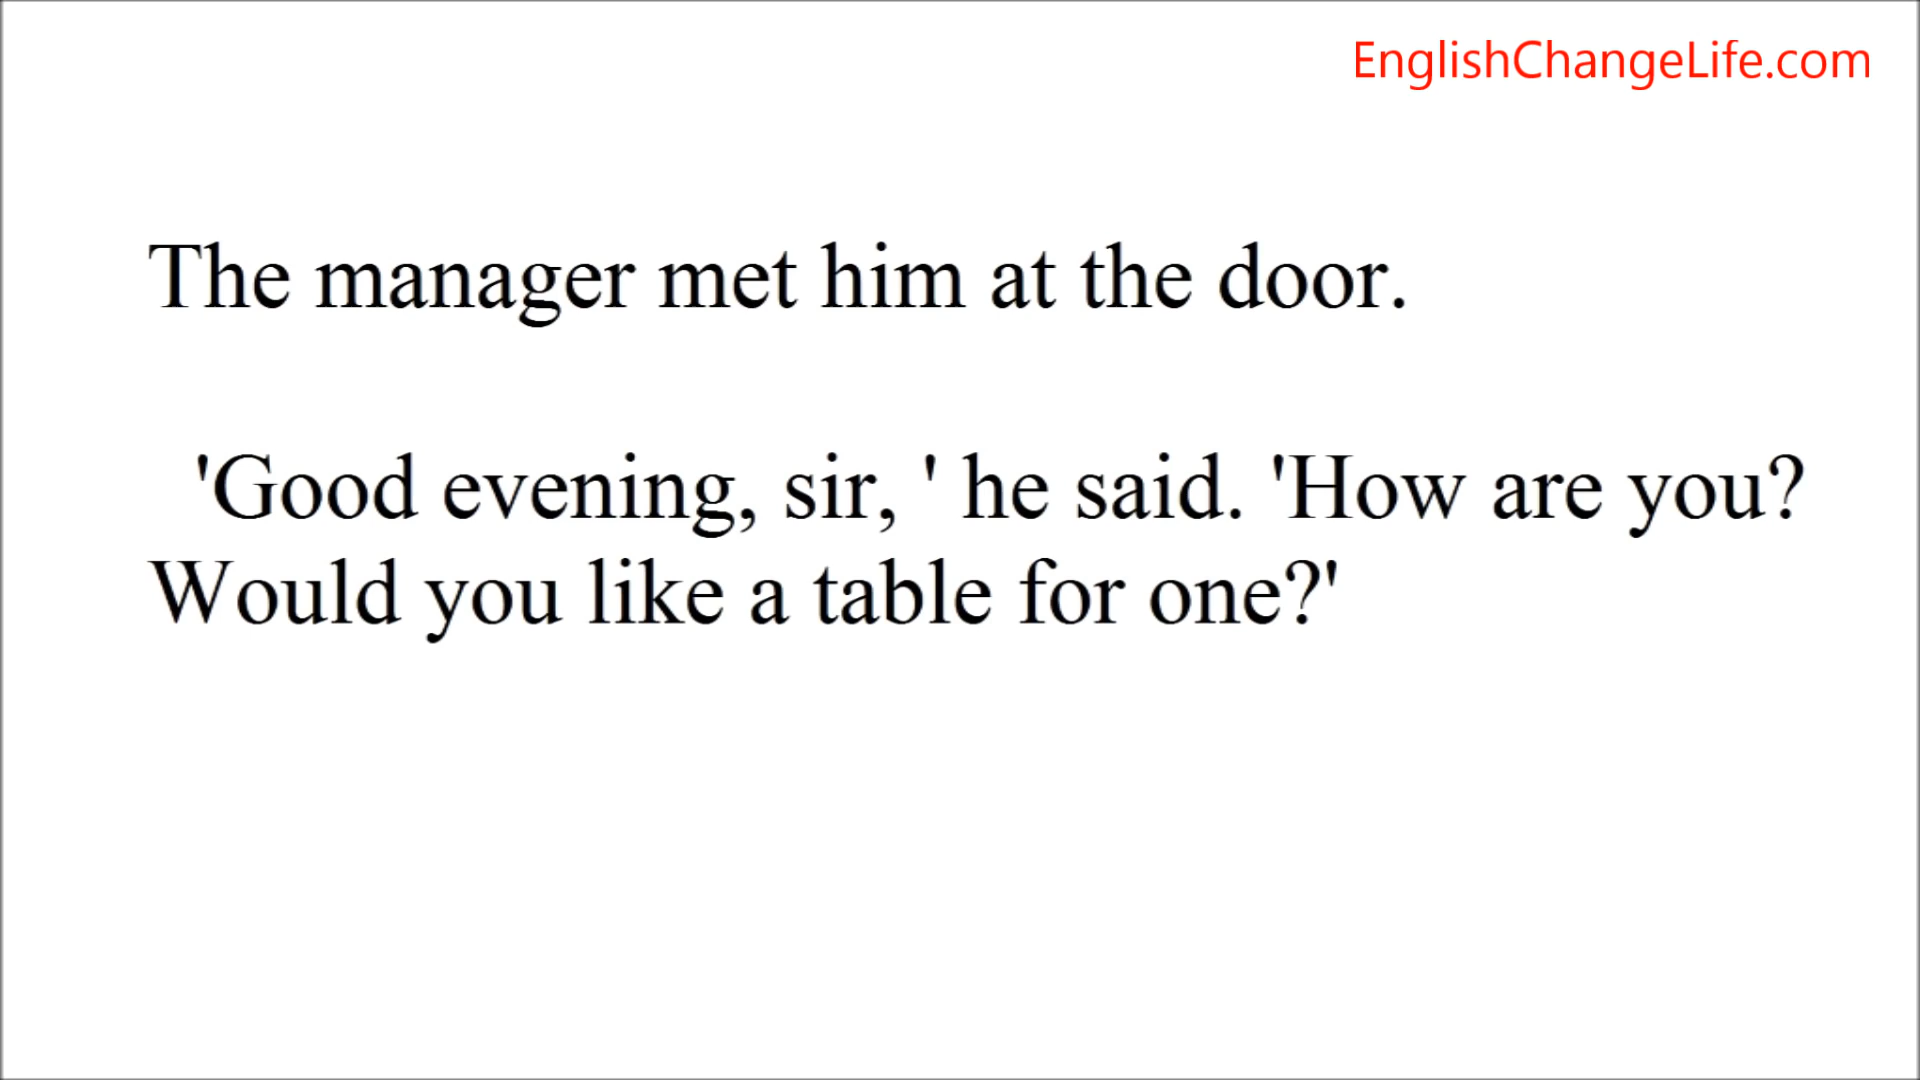 EnglishChangeLife.com
The manager met him at the door.
'Good evening, sir, ' he said. 'How are you?
Would you like a table for one?'